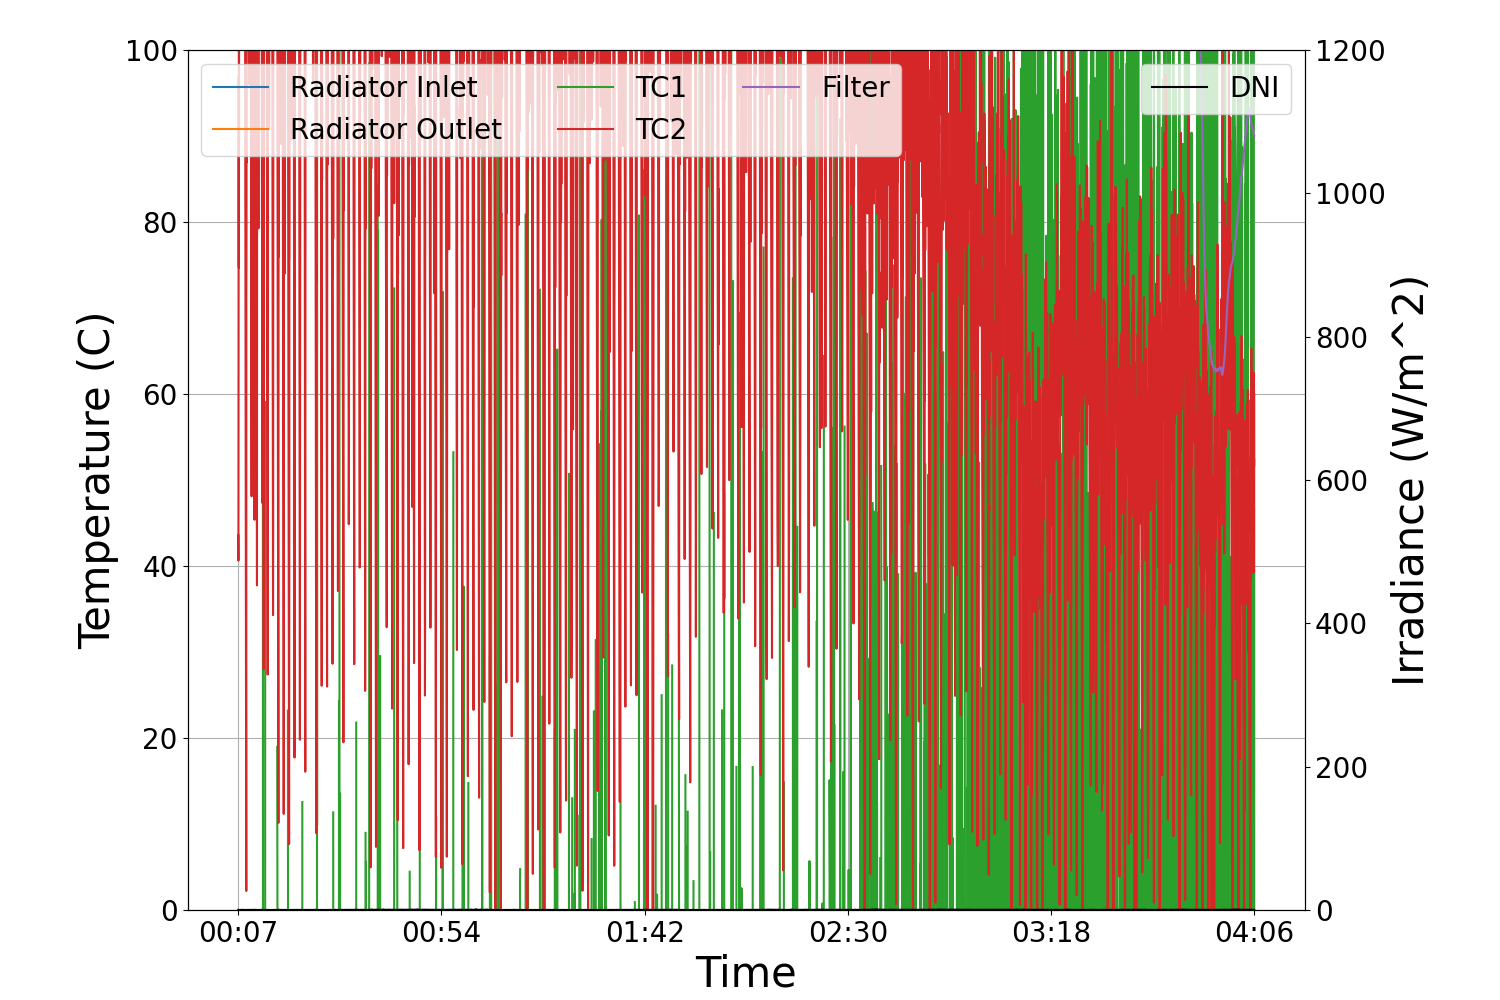 100
80
60
40
20
0
Temperature (C)
Radiator Inlet
Radiator Outlet
TC1
TC2
Filter
DNI
1200
1000
800
600
400
200
0
Irradiance (W/m^2)
00:07 00:54 01:42 02:30 03:18 04:06
Time